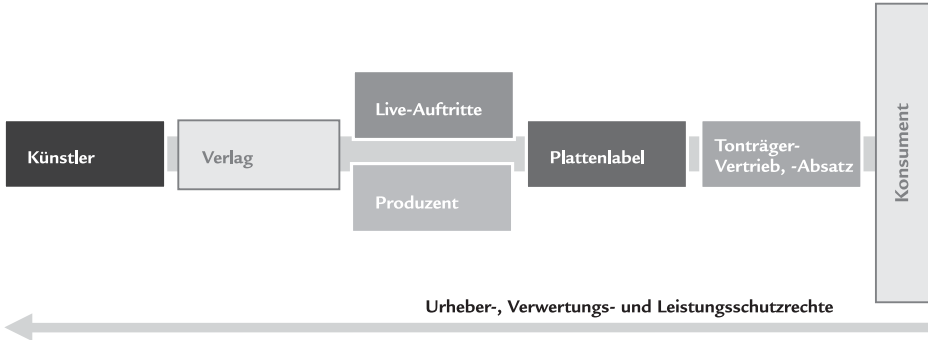 Künstler
Verlag
Live-Auftritte
Produzent
Plattenlabel
Tonträger-
Vertrieb, -Absatz
Konsument
Urheber-, Verwertungs- und Leistungsschutzrechte